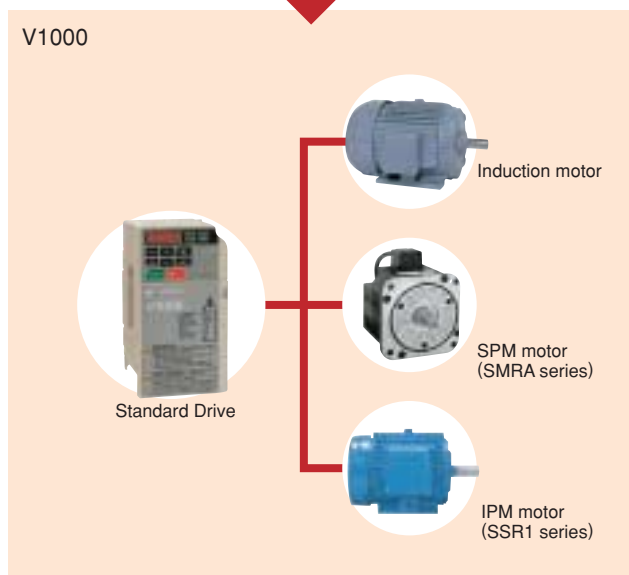 V1000
Induction motor
SPM motor
(SMRA series)
Standard Drive
IPM motor
(SSR1 series)